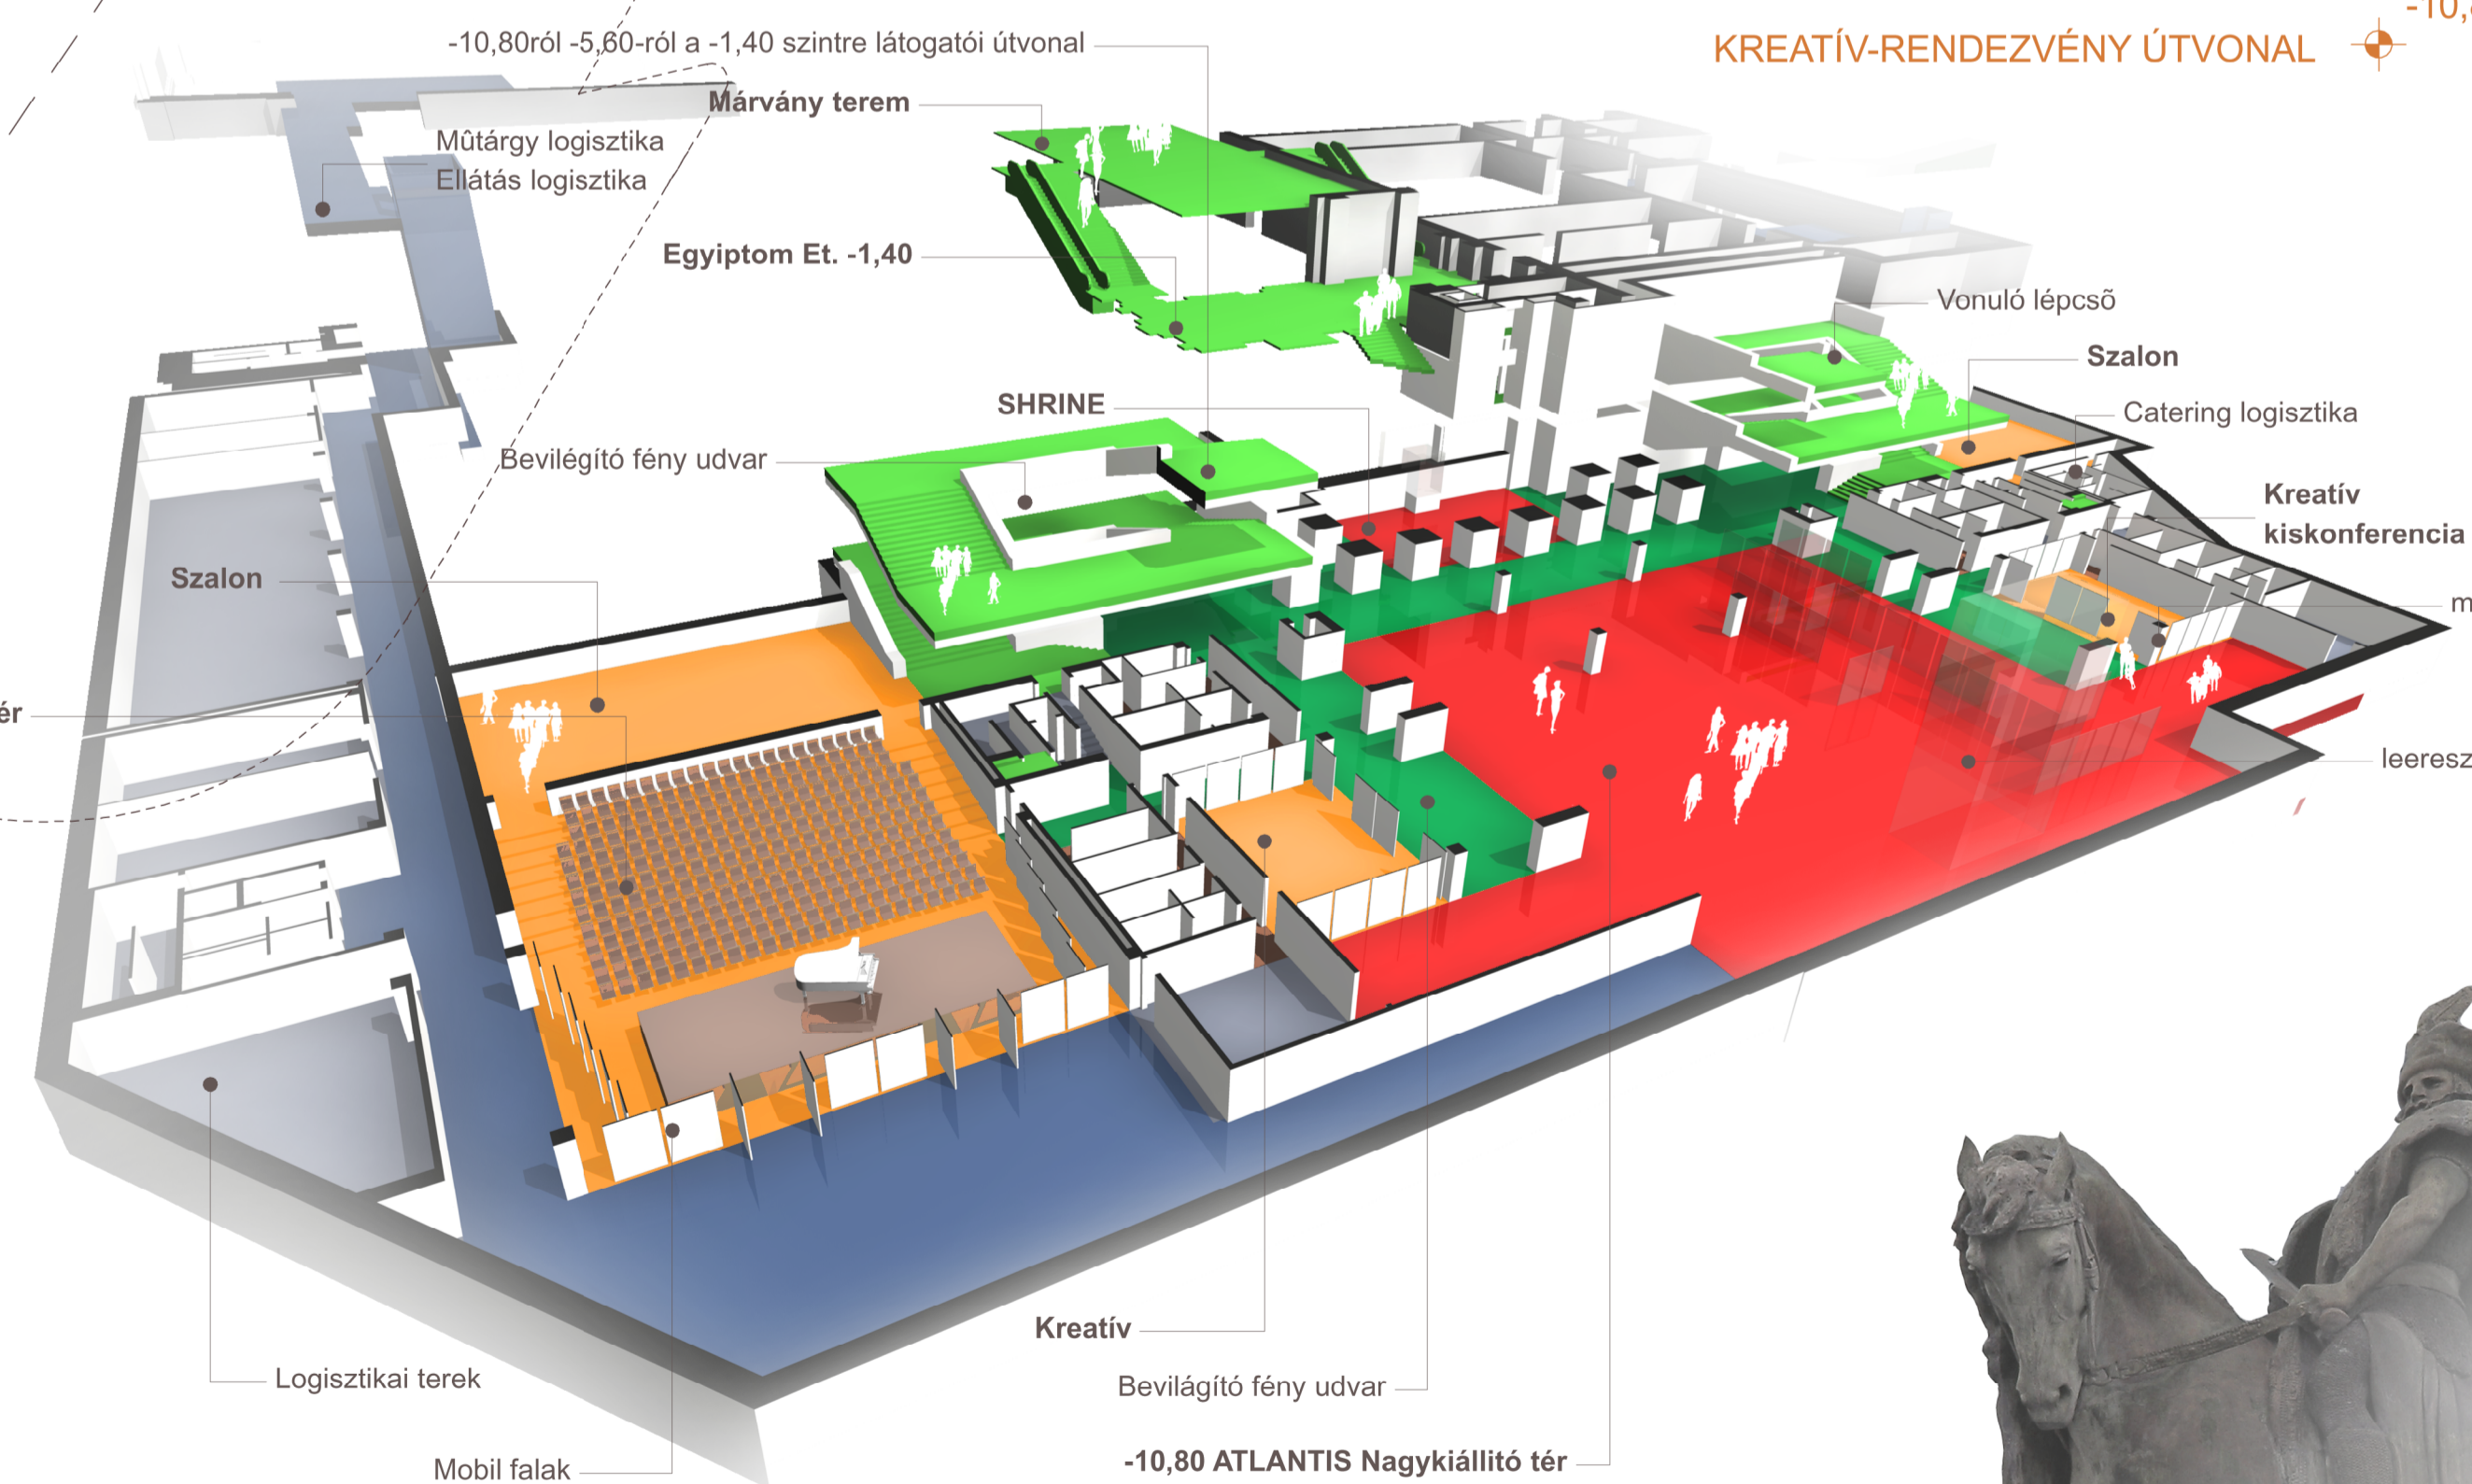 -10,80ról -5,60-ról a -1,40 szintre látogatói útvonal
KREATÍV-RENDEZVÉNY ÚTVONAL
Márvány terem
Mûtárgy logisztika
Ellátás logisztika
Egyiptom Et. -1,40
Vonuló lépcsõ
Szalon
SHRINE
Catering logisztika
Bevilégító fény udvar
Kreatív
kiskonferencia
Szalon
Kreatív
Logisztikai terek
Bevilágító fény udvar
-10,80 ATLANTIS Nagykiállitó tér
Mobil falak